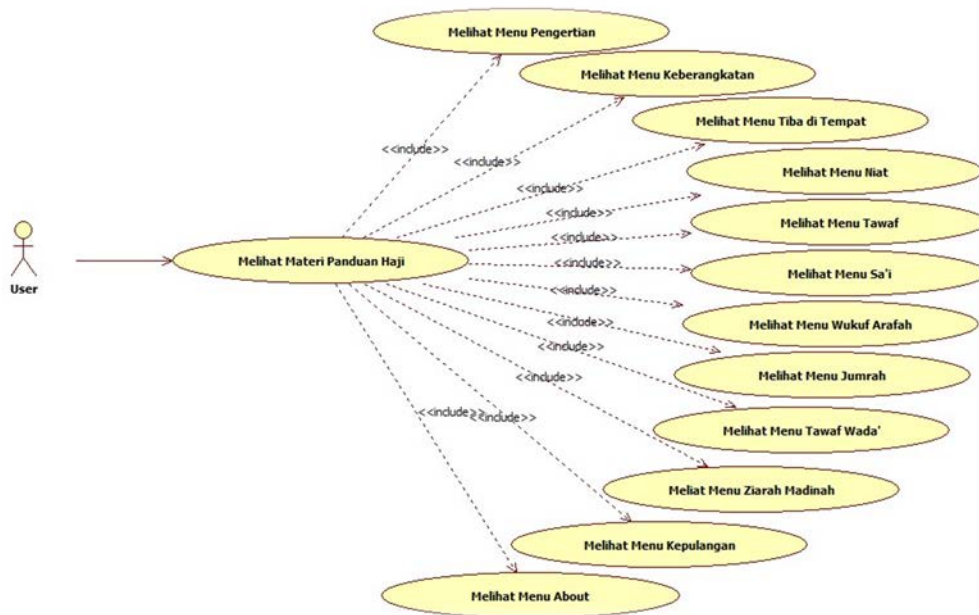 Melihat Menu Pengertian
Melihat Menu Keberangkatan
Melihat Menu Tiba di Tempat
<<include>>
<<include>>
Melihat Menu Niat
<<include>>
<<include>>
Melihat Menu Tawaf
<<include>>
Melihat Materi Panduan Haji
<<include>>
Melihat Menu Sa'i
User
<<include>>
Melihat Menu Wukuf Arafah
<<include>>
<<include>>
Melihat Menu Jumrah
<<include>>
<<include>>
<<include>>
Melihat Menu Tawaf Wada'
Meliat Menu Ziarah Madinah
Melihat Menu Kepulangan
Melihat Menu About